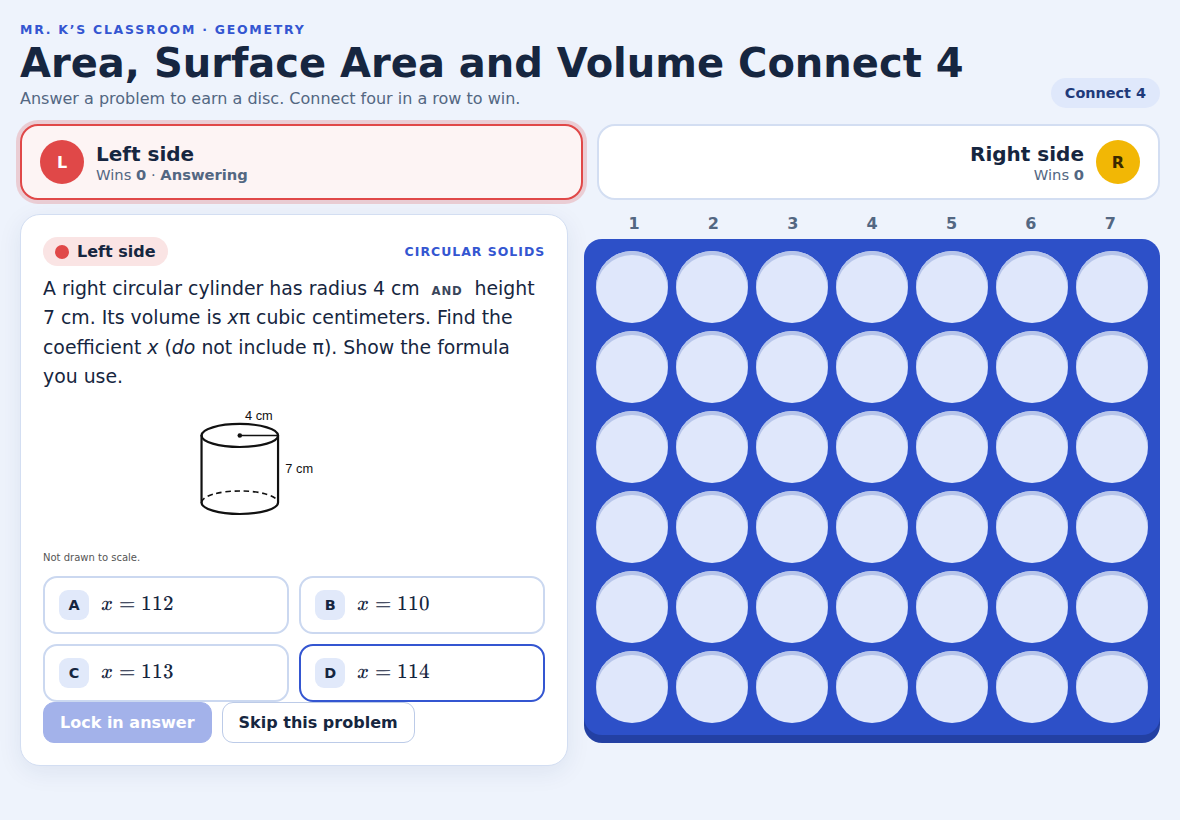 MR. K’S CLASSROOM · GEOMETRY
Area, Surface Area and Volume Connect 4
Answer a problem to earn a disc. Connect four in a row to win.
Connect 4
L
Left side
Wins 0 · Answering
Right side
Wins 0
R
Left side
CIRCULAR SOLIDS
A right circular cylinder has radius 4 cm AND height
7 cm. Its volume is xπ cubic centimeters. Find the
coefficient x (do not include π). Show the formula
you use.
4 cm
7 cm
Not drawn to scale.
A x = 112
B x = 110
C x = 113
D x = 114
Lock in answer
Skip this problem
1 2 3 4 5 6 7